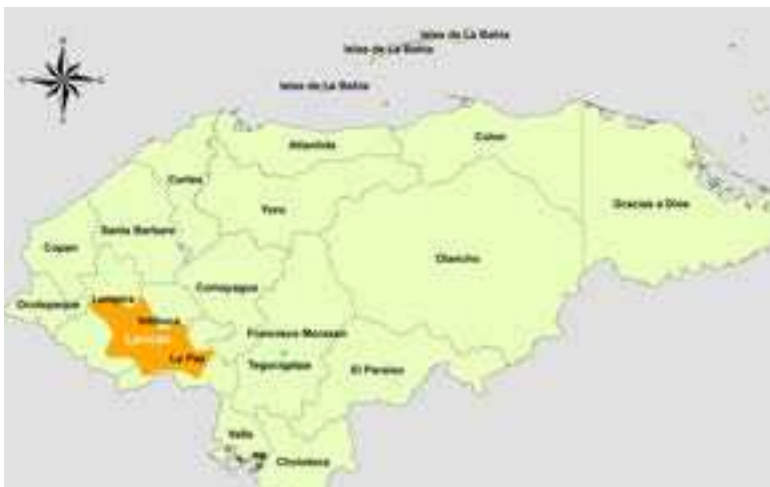 Islas de La Bahia
Islas de La Bahia
Islas de La Bahia
Atlantida
Colon
Cortes
Yoro
Gracias a Dios
Santa Barbara
Copan
Olancho
Comayagua
Ocotepeque
Lempira
Intibuca
Francisco Morazan
La Paz
Tegucigalpa
El Paraiso
Valle
Choluteca